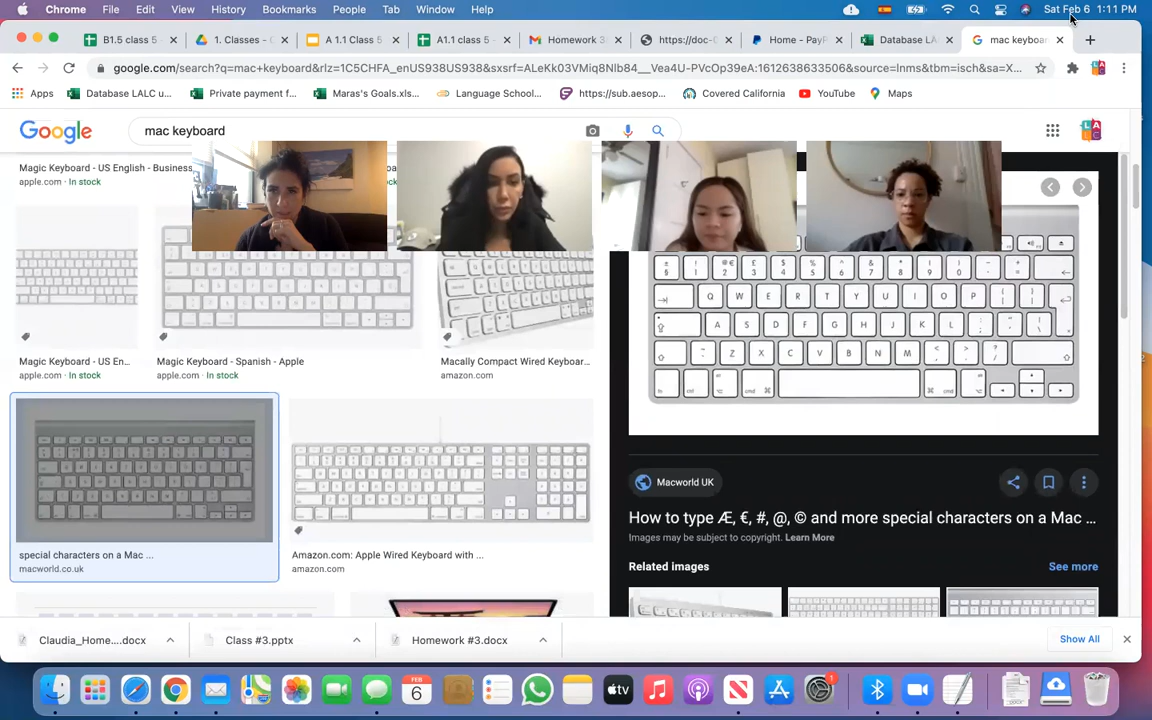 Chrome File Edit View History Bookmarks People Tab Window Help Sat Feb 6 1:11 PM
B1.5 class 5 - 1. Classes - A 1.1 Class 5 A1.1 class 5 - Gmail Homework 3 https://doc-0 Home - PayP Database LAL mac keyboar
google.com/search?q=mac+keyboard&rlz=1C5CHFA_enUS938US938&sxsrf=ALeKk03VMiq8Nlb84__Vea4U-PVcOp39eA:1612638633506&source=lnms&tbm=isch&sa=X...
Apps Database LALC u... Private payment f... Maras's Goals.xls... Language School... https://sub.aesop... Covered California YouTube Maps
Google mac keyboard
Magic Keyboard - US English - Business
apple.com · In stock
Magic Keyboard - US En...
apple.com · In stock
Magic Keyboard - Spanish - Apple
apple.com · In stock
Macally Compact Wired Keyboar...
amazon.com
Q W E R T Y U I O P
A S D F G H J K L
Z X C V B N M
special characters on a Mac ...
macworld.co.uk
Amazon.com: Apple Wired Keyboard with ...
amazon.com
Macworld UK
How to type Æ, €, #, @, © and more special characters on a Mac ...
Images may be subject to copyright. Learn More
Related images See more
Claudia_Home....docx Class #3.pptx Homework #3.docx Show All
FEB
6
tv
1